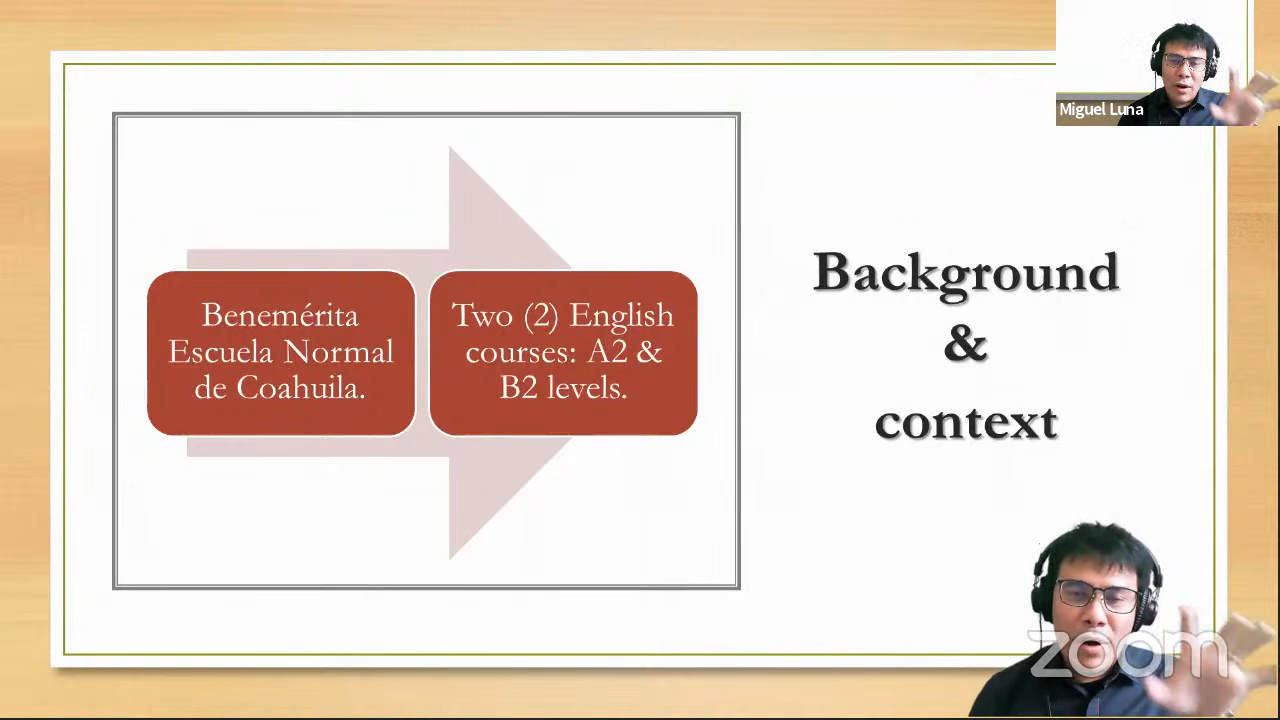 Miguel Luna
Benemérita
Escuela Normal
de Coahuila.
Two (2) English
courses: A2 &
B2 levels.
Background
&
context
zoom